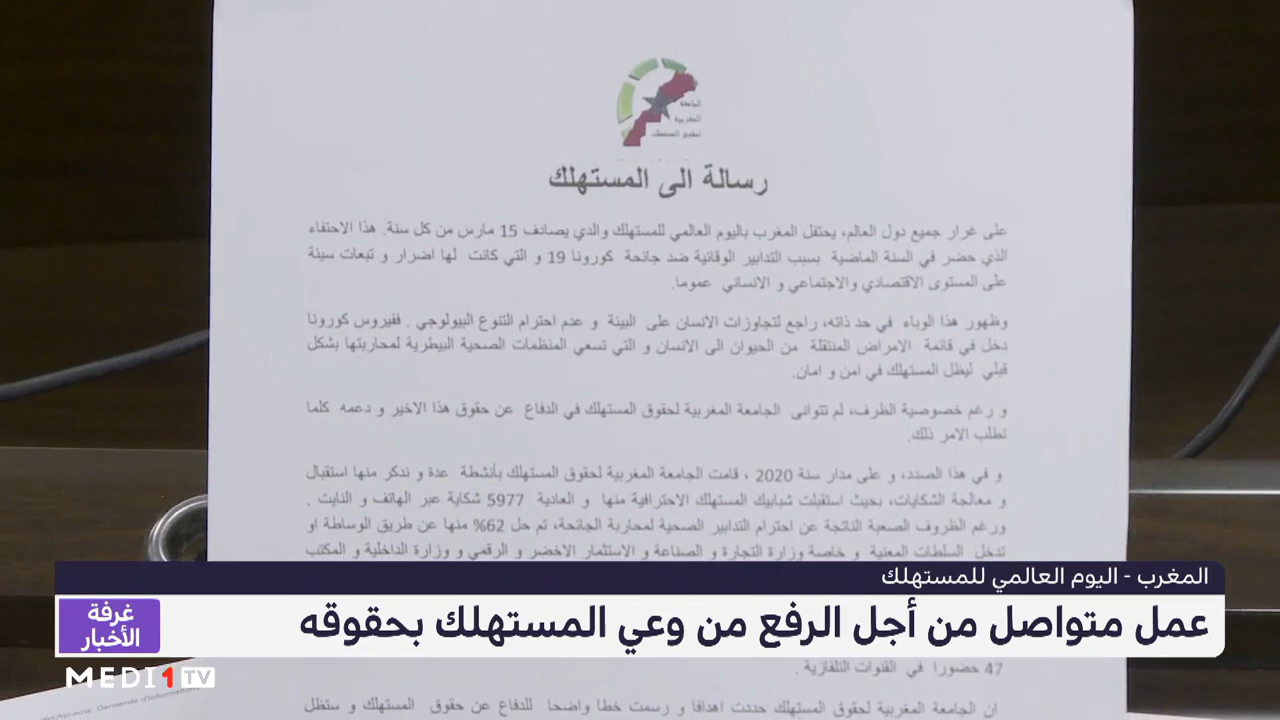 الجامعة
المغربية
لحقوق المستهلك
رسالة الى المستهلك
على غرار جميع دول العالم، يحتفل المغرب باليوم العالمي للمستهلك والذي يصادف 15 مارس من كل سنة. هذا الاحتفاء
الذي حضر في السنة الماضية بسبب التدابير الوقائية ضد جائحة كورونا 19 و التي كانت لها اضرار و تبعات سيئة
على المستوى الاقتصادي والاجتماعي و الانساني عموما.
وظهور هذا الوباء في حد ذاته، راجع لتجاوزات الانسان على البيئة و عدم احترام التنوع البيولوجي . ففيروس كورونا
دخل في قائمة الامراض المنتقلة من الحيوان الى الانسان و التي تسعي المنظمات الصحية البيطرية لمحاربتها بشكل
قبلي ليظل المستهلك في امن و امان.
و رغم خصوصية الظرف، لم تتوانى الجامعة المغربية لحقوق المستهلك في الدفاع عن حقوق هذا الاخير و دعمه كلما
تطلب الامر ذلك.
و في هذا الصدد، و على مدار سنة 2020 ، قامت الجامعة المغربية لحقوق المستهلك بأنشطة عدة و ندكر منها استقبال
و معالجة الشكايات، بحيث استقبلت شبابيك المستهلك الاحترافية منها و العادية 5977 شكاية عبر الهاتف و النايت .
ورغم الظروف الصعبة الناتجة عن احترام التدابير الصحية لمحاربة الجائحة، تم حل 62% منها عن طريق الوساطة او
تدخل السلطات المعنية و خاصة وزارة التجارة و الصناعة و الاستثمار الاخضر و الرقمي و وزارة الداخلية و المكتب
المغرب - اليوم العالمي للمستهلك
عمل متواصل من أجل الرفع من وعي المستهلك بحقوقه
غرفة
الأخبار
47 حضورا في القنوات التلفازية .
MEDI1TV
ان الجامعة المغربية لحقوق المستهلك حددت اهدافا و رسمت خطا واضحا للدفاع عن حقوق المستهلك و ستظل